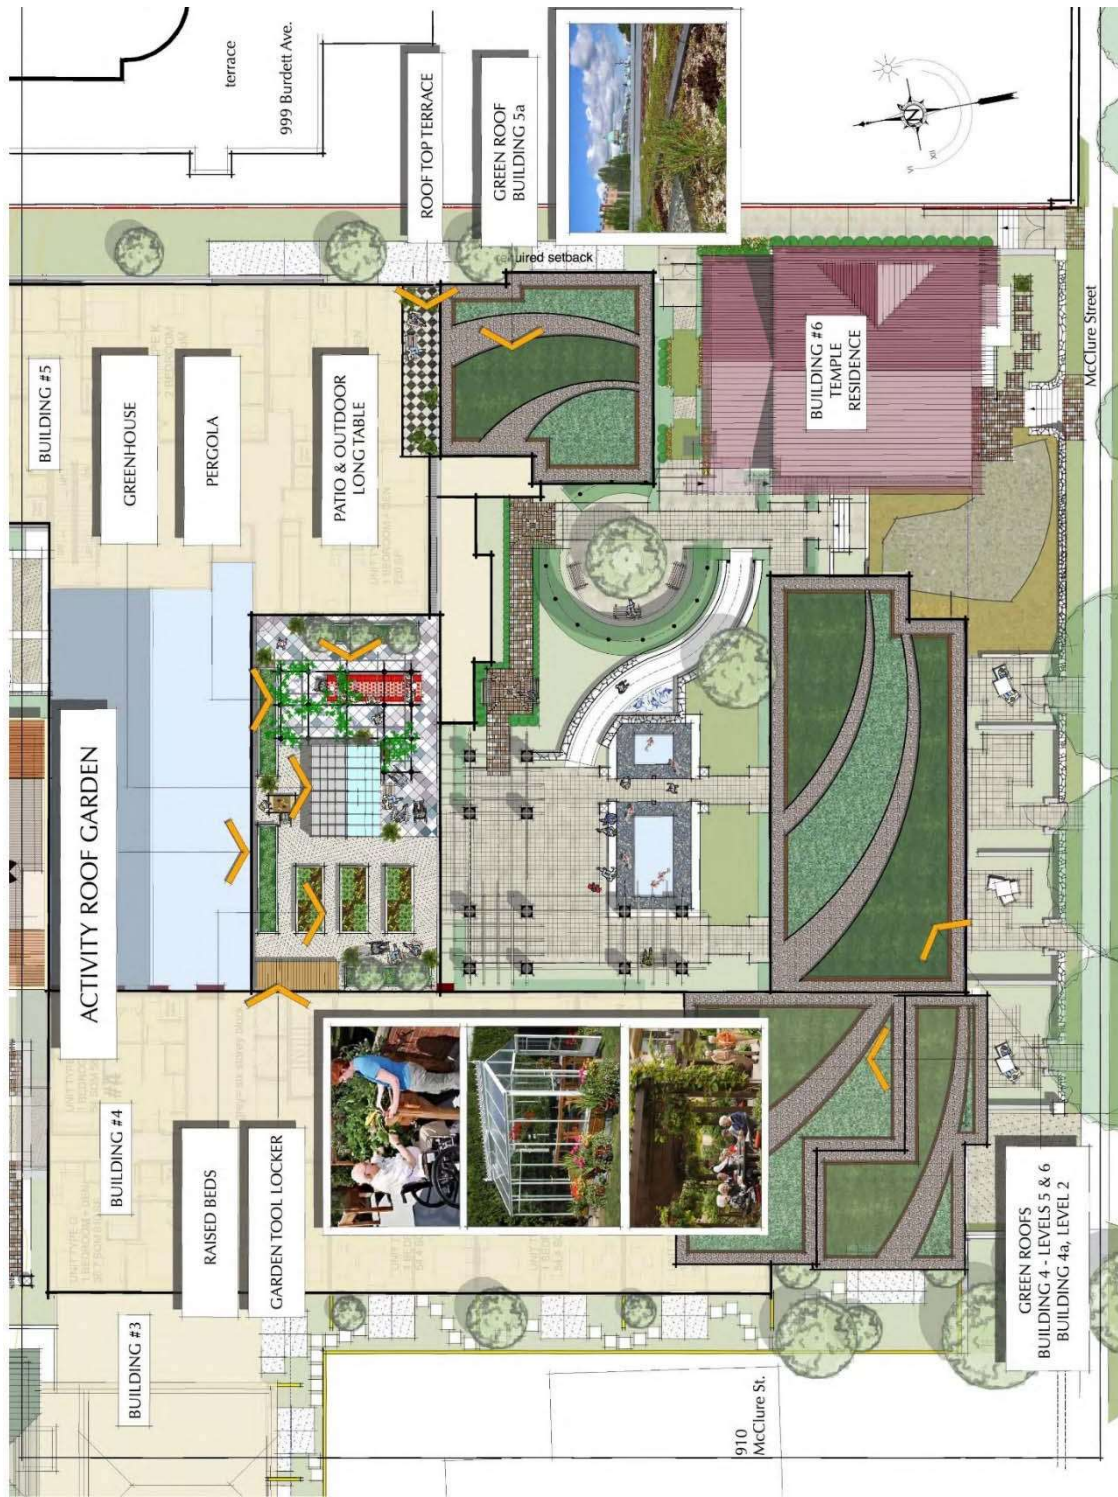 terrace
999 Burdett Ave.
ROOF TOP TERRACE
GREEN ROOF
BUILDING 5a
required setback
N
BUILDING #5
GREENHOUSE
PERGOLA
PATIO & OUTDOOR
LONG TABLE
BUILDING #6
TEMPLE
RESIDENCE
McClure Street
ACTIVITY ROOF GARDEN
BUILDING #4
RAISED BEDS
GARDEN TOOL LOCKER
BUILDING #3
GREEN ROOFS
BUILDING 4 - LEVELS 5 & 6
BUILDING 4a, LEVEL 2
910
McClure St.